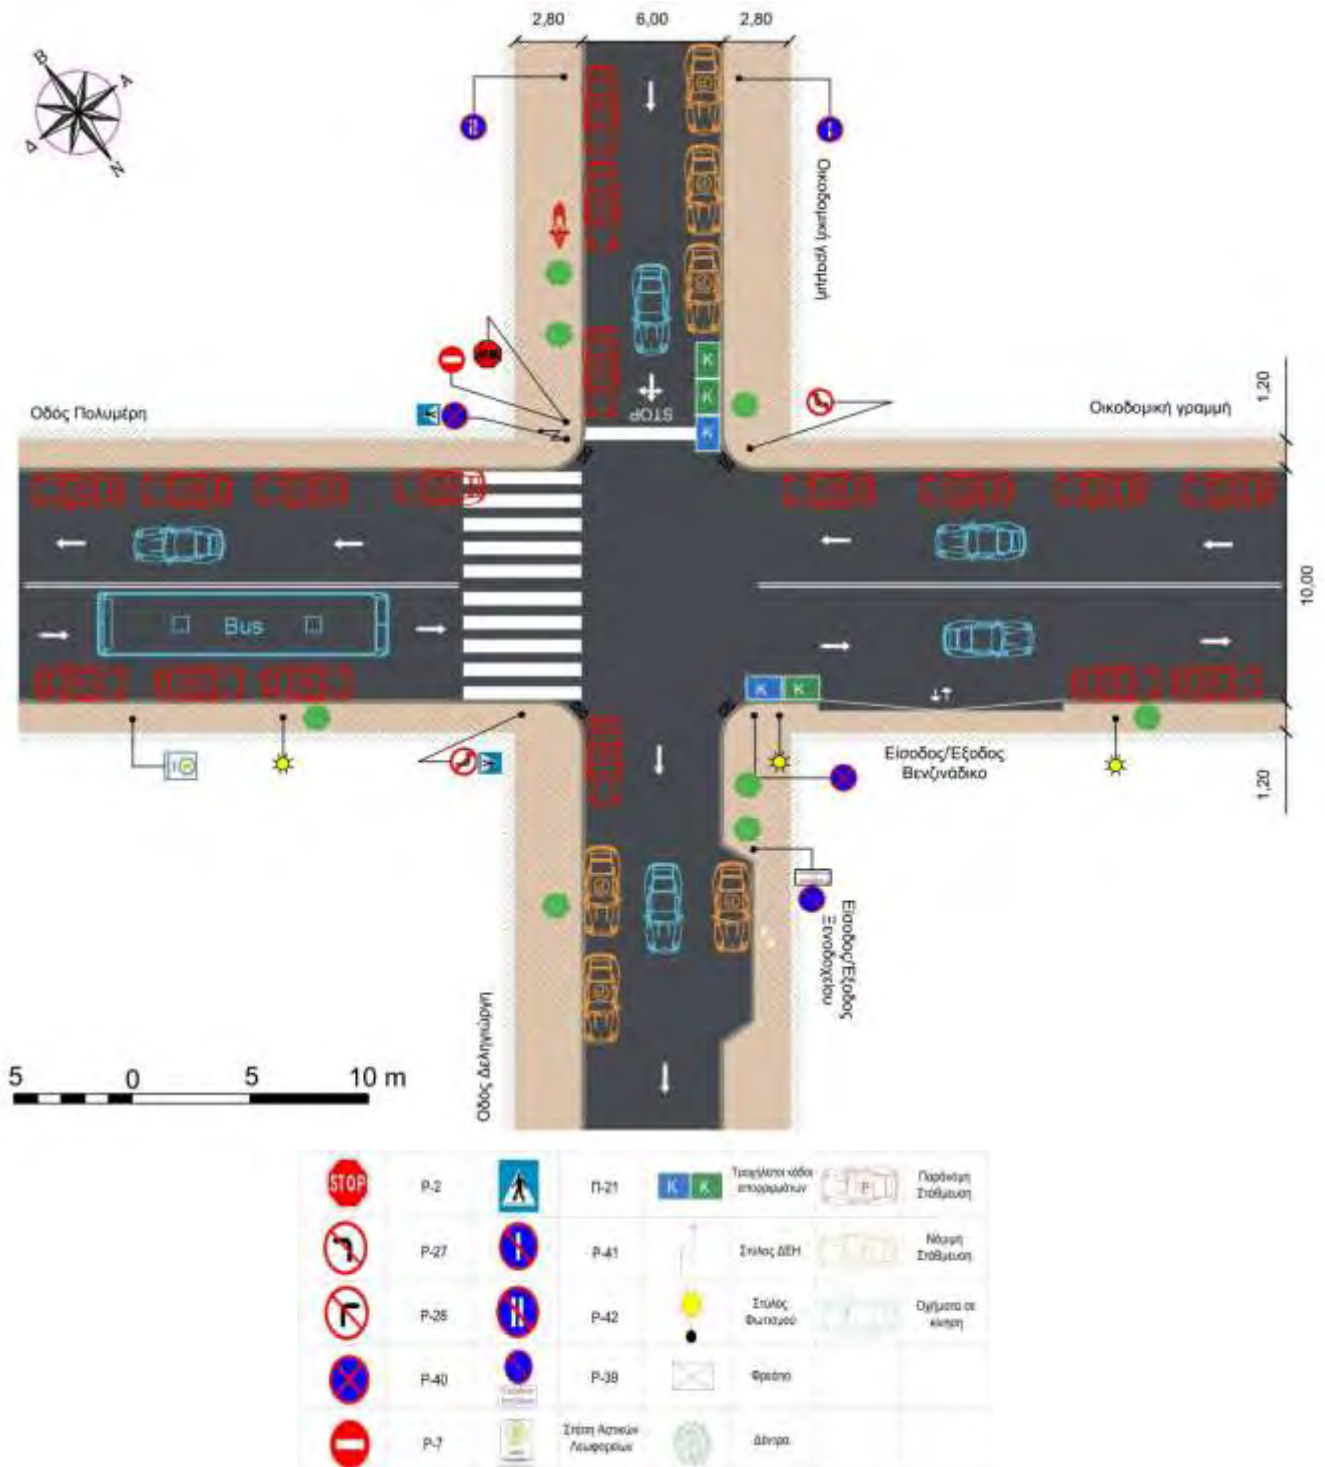 2,80 6,00 2,80
B
A
Δ
N
Οικοδομική γραμμή
K
K
STOP
K
Οδός Πολυμέρη
Οικοδομική γραμμή
1,20
10,00
Bus
K K
Είσοδος/Έξοδος
Βενζινάδικο
1,20
Είσοδος/Έξοδος
Ξενοδοχείου
Οδός Δεληγιώργη
5 0 5 10 m
STOP P-2 Π-21 K K Τροχήλατοι κάδοι
απορριμμάτων
P
Παράνομη
Στάθμευση
P-27 P-41 Στύλος ΔΕΗ Νόμιμη
Στάθμευση
P-28 P-42 Στύλος
Φωτισμού
Οχήματα σε
κίνηση
P-40 P-39 Φρεάτιο
P-7 Στάση Αστικών
Λεωφορείων
Δέντρα